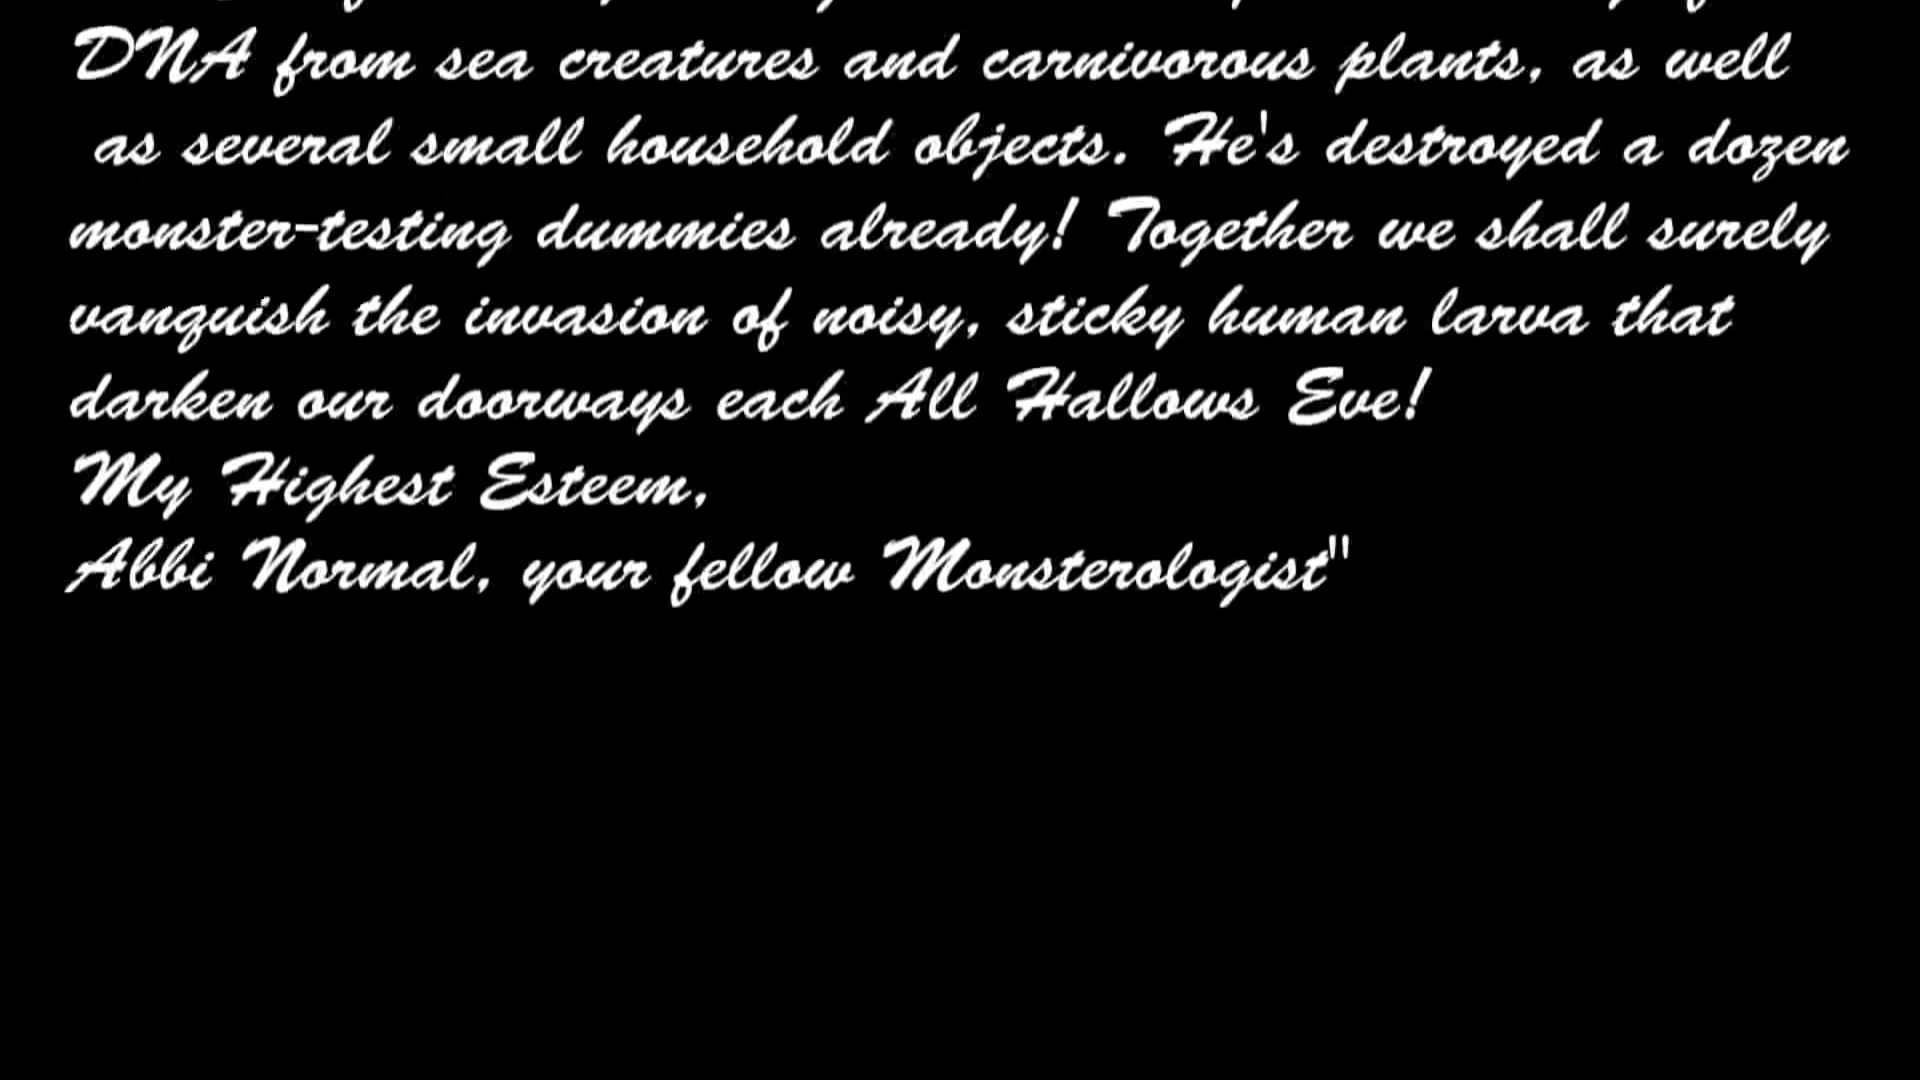 DNA from sea creatures and carnivorous plants, as well
as several small household objects. He's destroyed a dozen
monster-testing dummies already! Together we shall surely
vanquish the invasion of noisy, sticky human larva that
darken our doorways each All Hallows Eve!
My Highest Esteem,
Abbi Normal, your fellow Monsterologist"